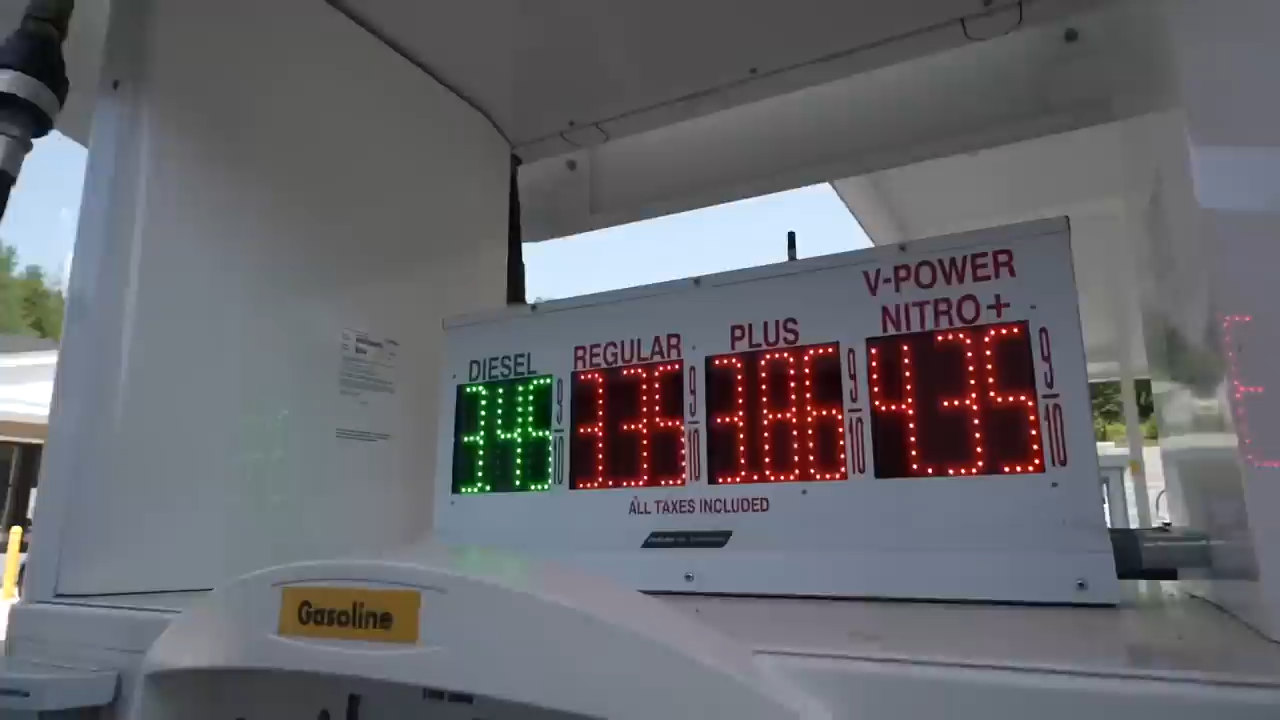 V-POWER
NITRO+
PLUS
REGULAR
DIESEL
345 9/10
335 9/10
386 9/10
435 9/10
ALL TAXES INCLUDED
Gasoline